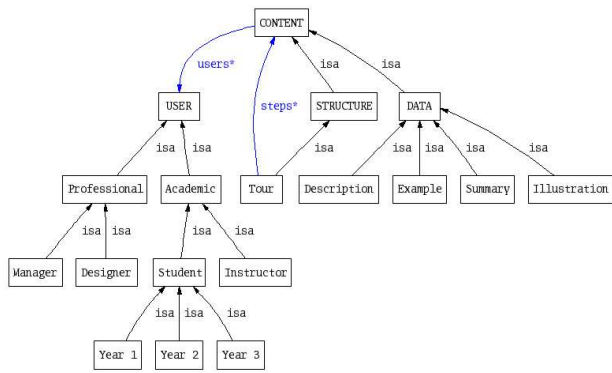 CONTENT
users*
isa
isa
USER
steps*
STRUCTURE
DATA
isa
isa
isa
isa
isa
isa
isa
Professional
Academic
Tour
Description
Example
Summary
Illustration
isa
isa
isa
isa
Manager
Designer
Student
Instructor
isa
isa
isa
Year 1
Year 2
Year 3